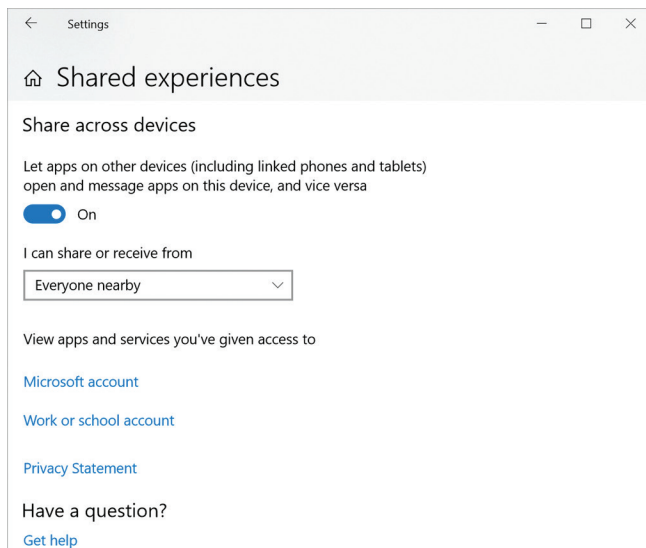 Settings
Shared experiences
Share across devices
Let apps on other devices (including linked phones and tablets)
open and message apps on this device, and vice versa
On
I can share or receive from
Everyone nearby
View apps and services you've given access to
Microsoft account
Work or school account
Privacy Statement
Have a question?
Get help